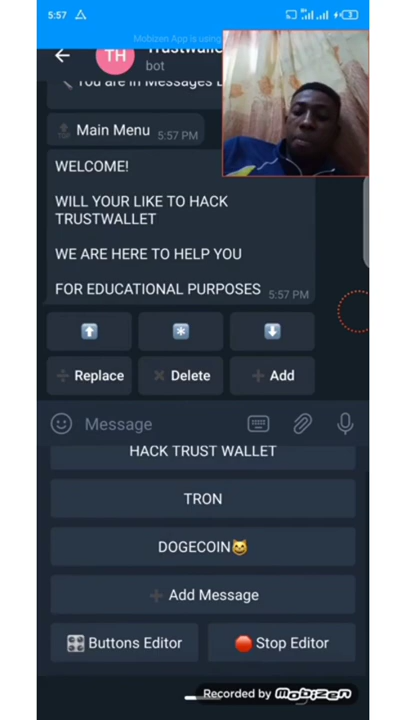 5:57
Mobizen App is using
TH
Trustwalle
bot
You are in Messages E
Main Menu 5:57 PM
WELCOME!
WILL YOUR LIKE TO HACK
TRUSTWALLET
WE ARE HERE TO HELP YOU
FOR EDUCATIONAL PURPOSES 5:57 PM
Replace
Delete
Add
Message
HACK TRUST WALLET
TRON
DOGECOIN😺
Add Message
Buttons Editor
Stop Editor
Recorded by mobizen